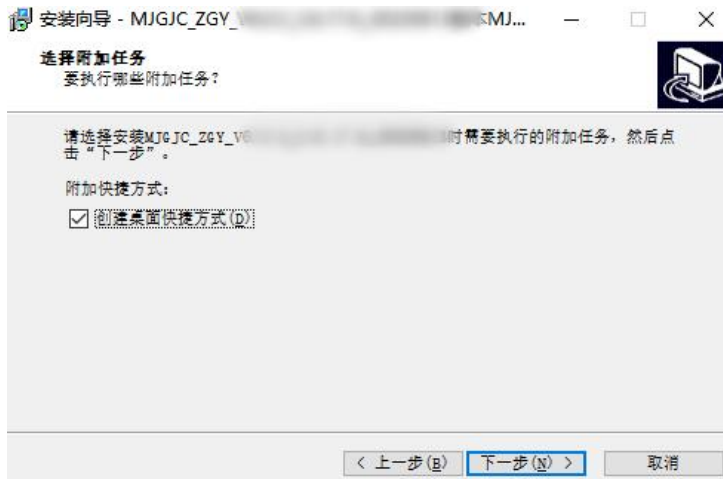 安装向导 - MJGJC_ZGY_ MJ...
选择附加任务
要执行哪些附加任务?
请选择安装MJGJC_ZGY_V 时需要执行的附加任务，然后点
击“下一步”。
附加快捷方式:
创建桌面快捷方式(D)
< 上一步(B)
下一步(N) >
取消